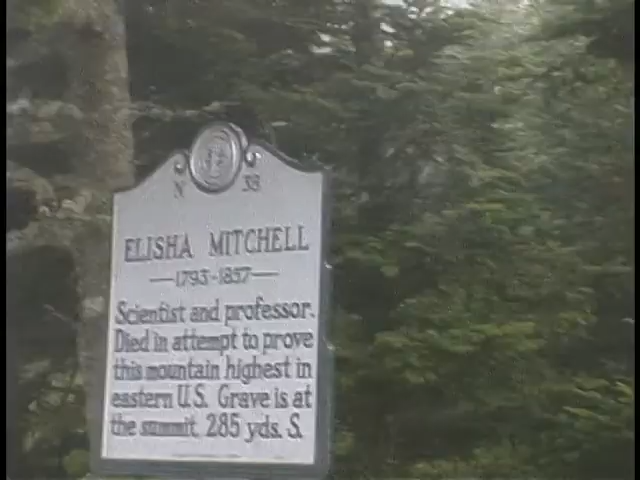 N 38
ELISHA MITCHELL
—1793-1857—
Scientist and professor.
Died in attempt to prove
this mountain highest in
eastern U.S. Grave is at
the summit, 285 yds. S.